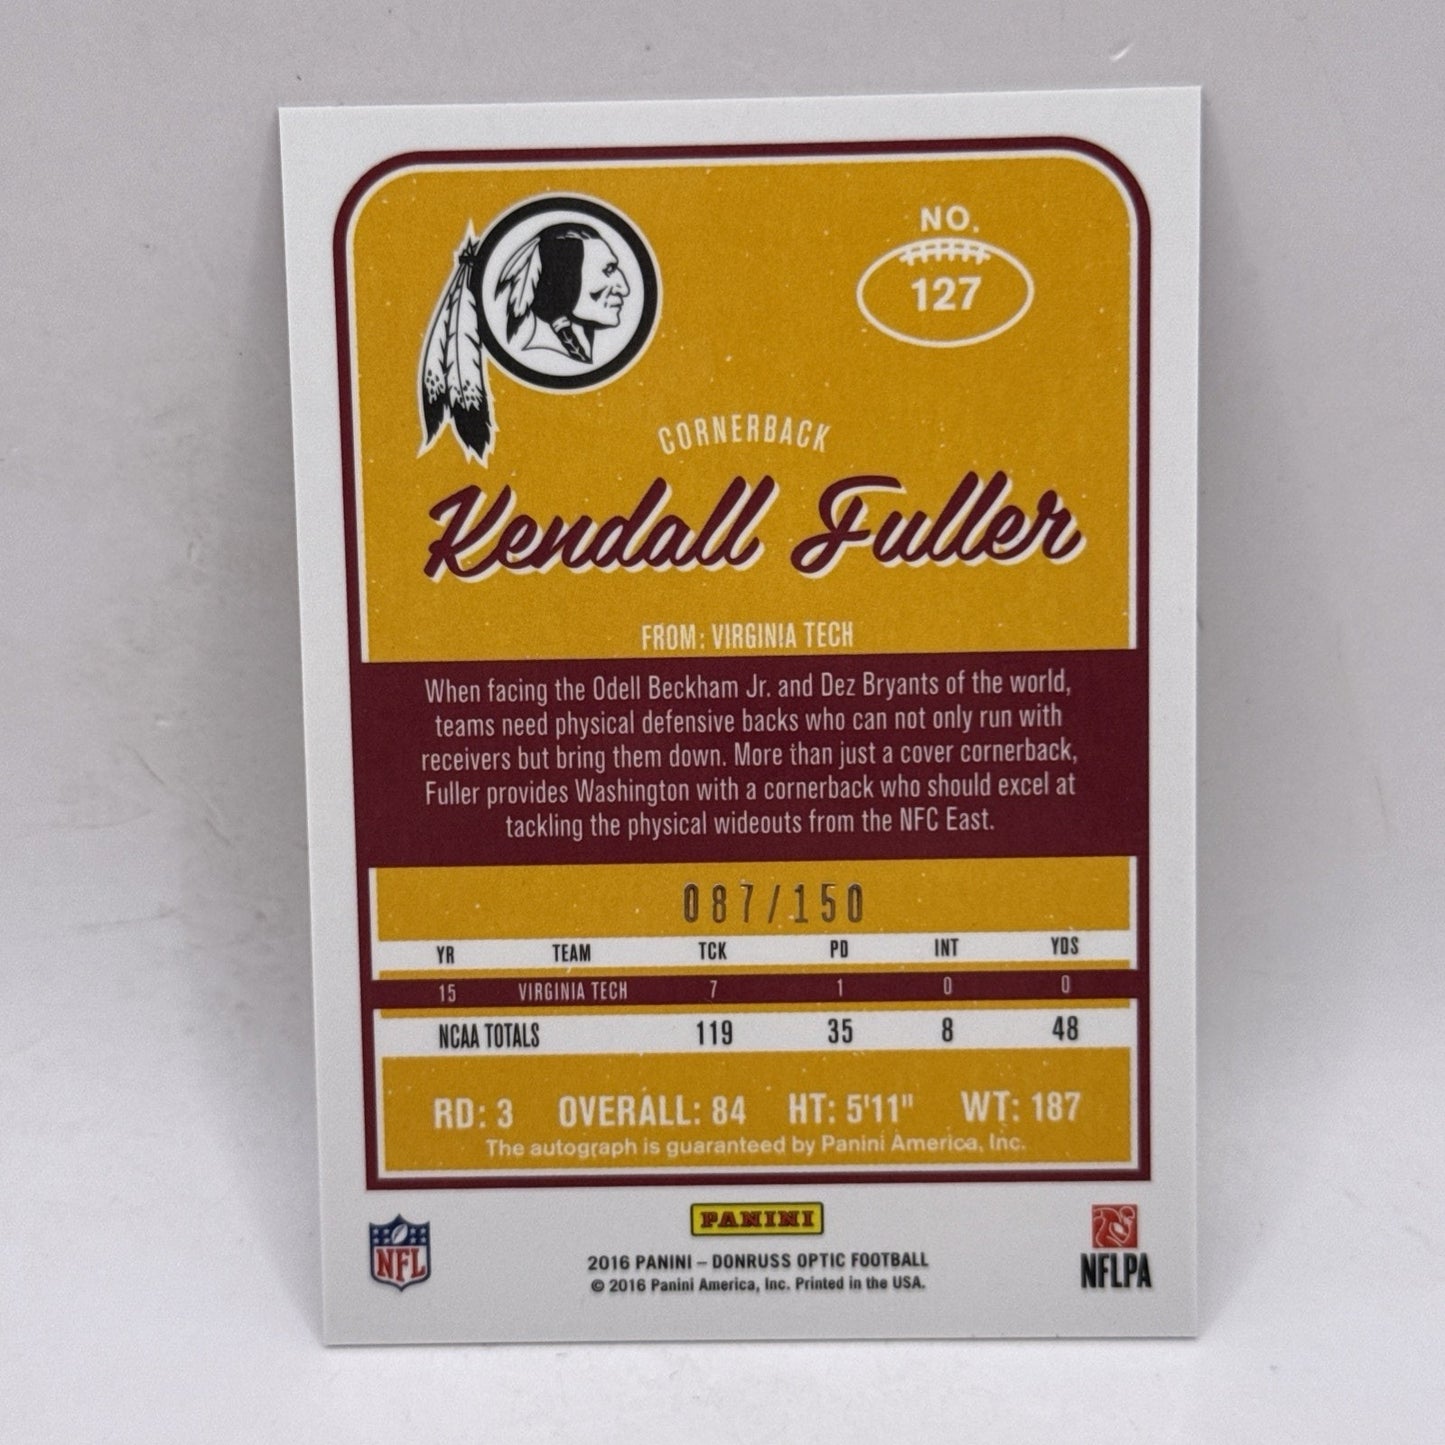 NO.
127
CORNERBACK
Kendall Fuller
FROM: VIRGINIA TECH
When facing the Odell Beckham Jr. and Dez Bryants of the world,
teams need physical defensive backs who can not only run with
receivers but bring them down. More than just a cover cornerback,
Fuller provides Washington with a cornerback who should excel at
tackling the physical wideouts from the NFC East.
087/150
YR TEAM TCK PD INT YDS
15 VIRGINIA TECH 7 1 0 0
NCAA TOTALS 119 35 8 48
RD: 3 OVERALL: 84 HT: 5'11" WT: 187
The autograph is guaranteed by Panini America, Inc.
PANINI
NFL
2016 PANINI – DONRUSS OPTIC FOOTBALL
© 2016 Panini America, Inc. Printed in the USA.
NFLPA